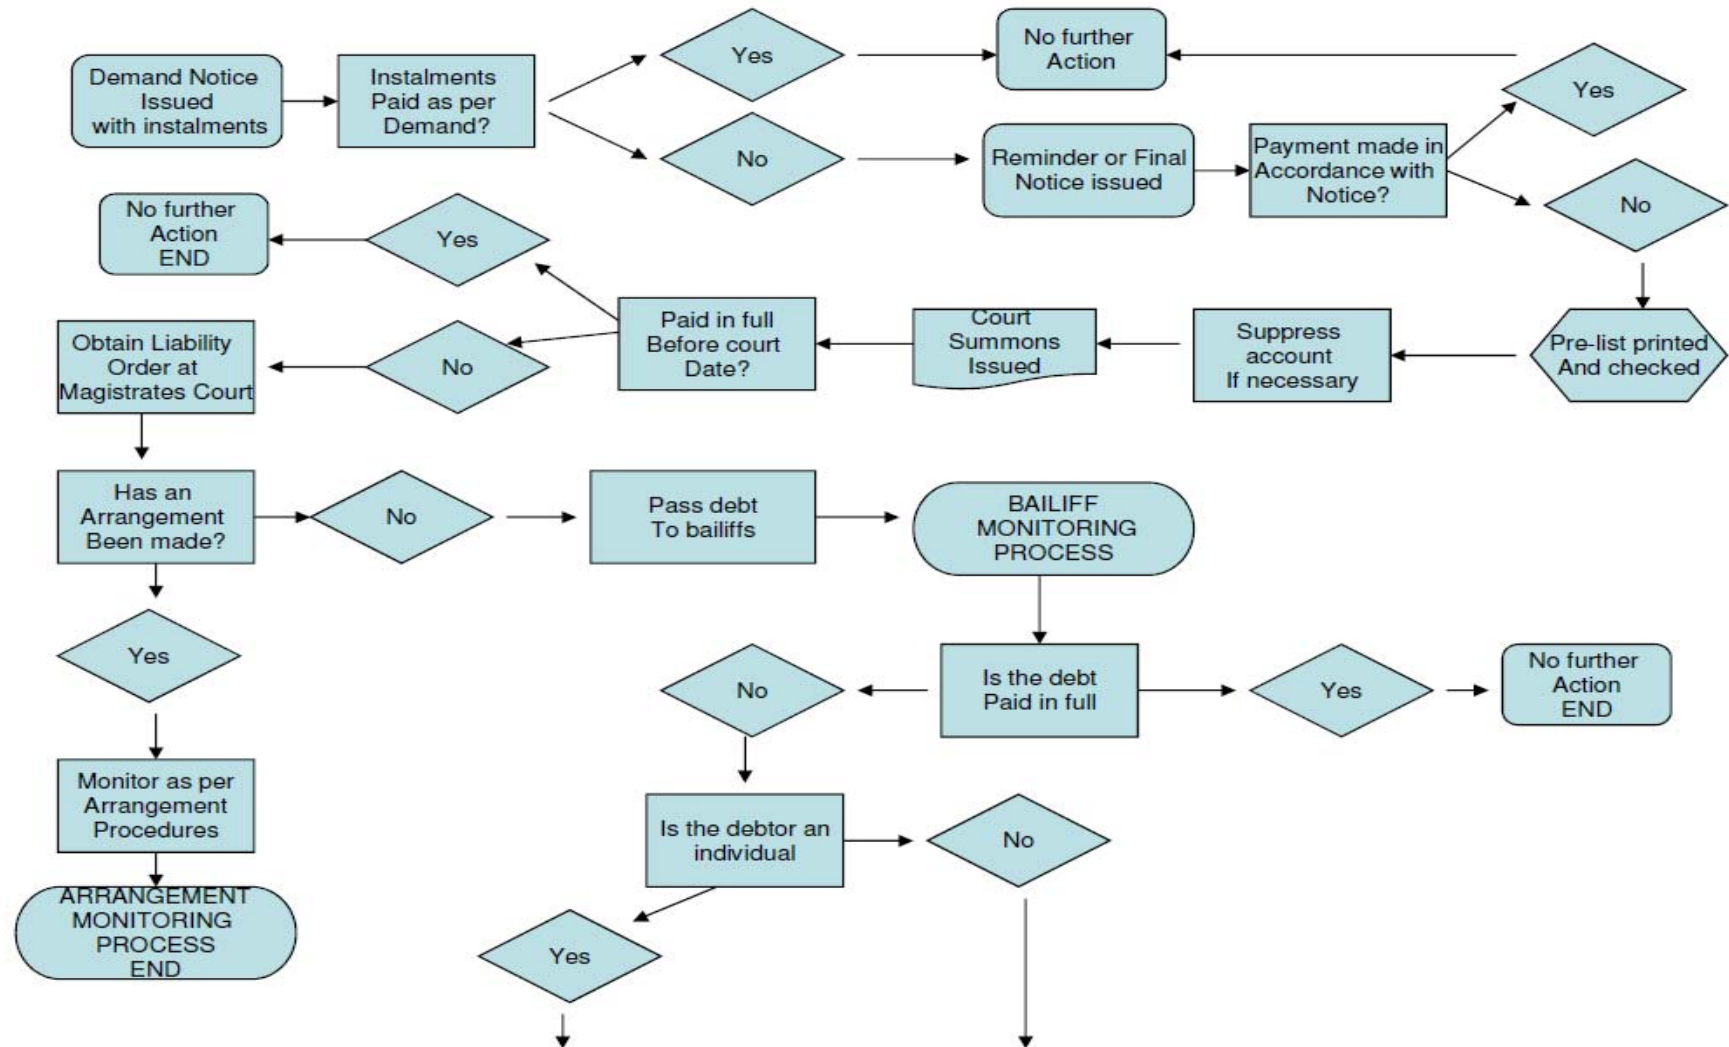 Demand Notice
Issued
with instalments
Instalments
Paid as per
Demand?
Yes
No
No further
Action
Reminder or Final
Notice issued
Payment made in
Accordance with
Notice?
Yes
No
Pre-list printed
And checked
Suppress
account
If necessary
Court
Summons
Issued
Paid in full
Before court
Date?
Yes
No further
Action
END
No
Obtain Liability
Order at
Magistrates Court
Has an
Arrangement
Been made?
No
Pass debt
To bailiffs
BAILIFF
MONITORING
PROCESS
Yes
Monitor as per
Arrangement
Procedures
ARRANGEMENT
MONITORING
PROCESS
END
Is the debt
Paid in full
Yes
No further
Action
END
No
Is the debtor an
individual
No
Yes